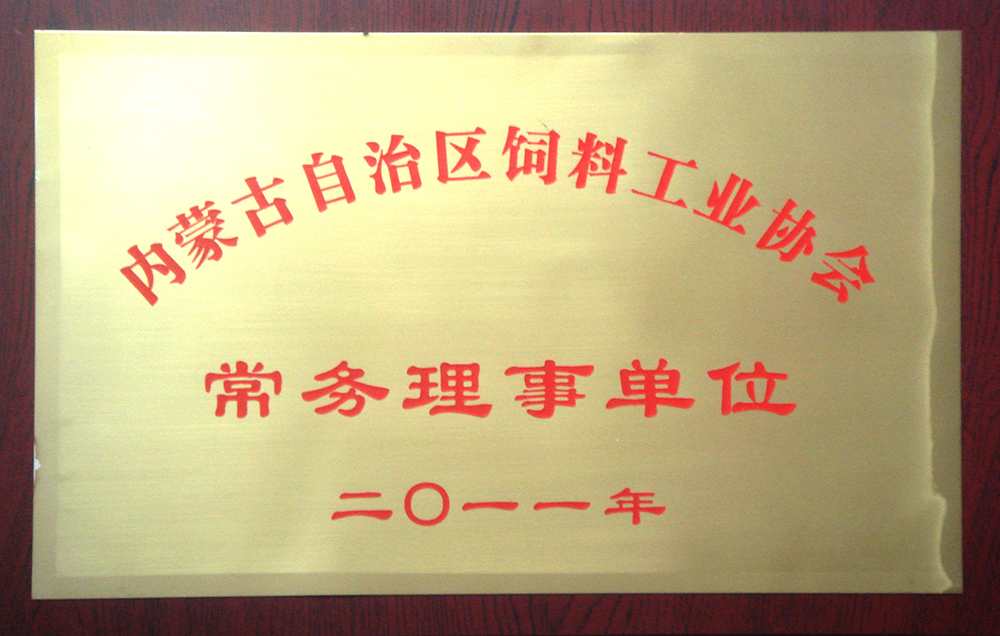 内蒙古自治区饲料工业协会
常务理事单位
二〇一一年